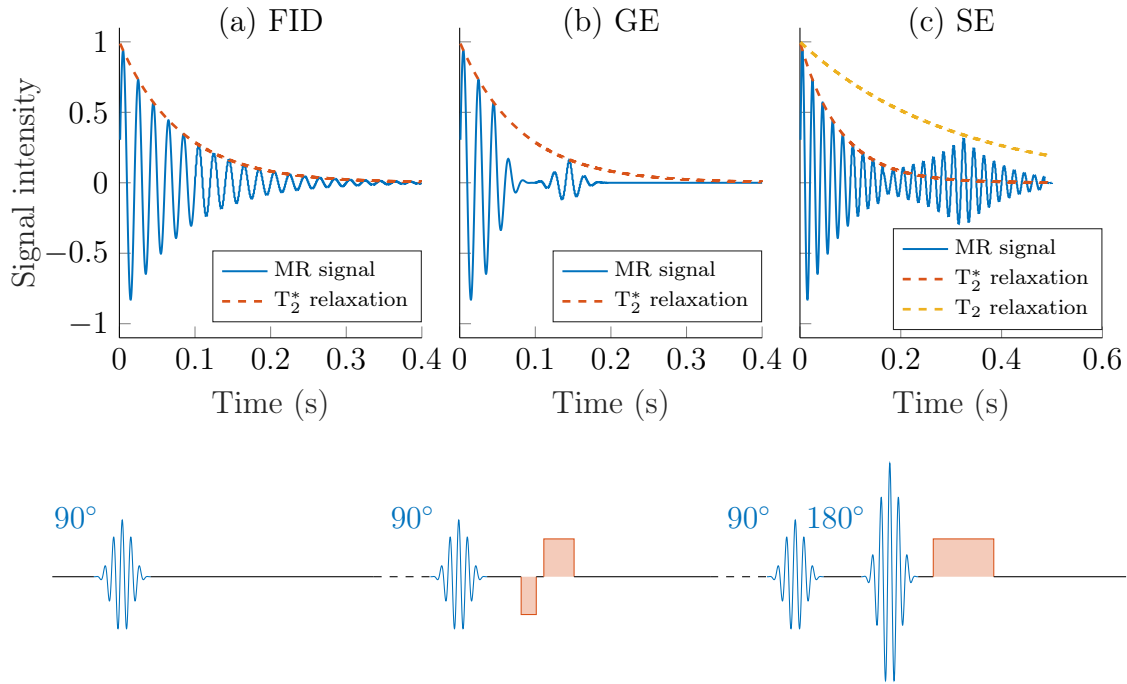 (a) FID
(b) GE
(c) SE
Signal intensity
1
0.5
0
−0.5
−1
MR signal
T₂* relaxation
MR signal
T₂* relaxation
MR signal
T₂* relaxation
T₂ relaxation
0 0.1 0.2 0.3 0.4
0 0.1 0.2 0.3 0.4
0 0.2 0.4 0.6
Time (s)
Time (s)
Time (s)
90°
90°
90° 180°